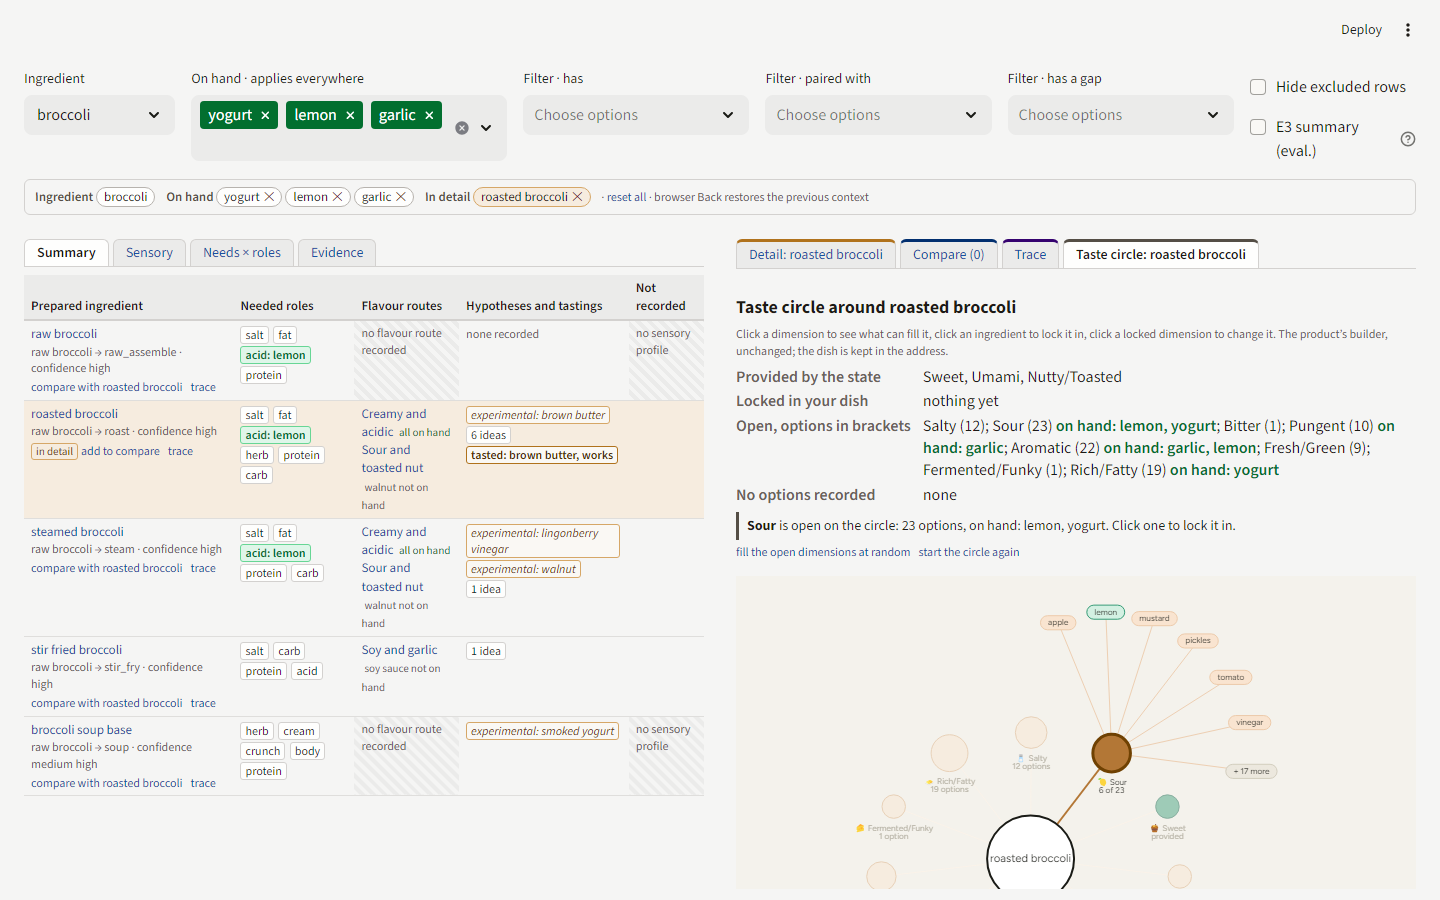 Deploy
Ingredient
On hand · applies everywhere
Filter · has
Filter · paired with
Filter · has a gap
broccoli
yogurt × lemon × garlic ×
Choose options
Choose options
Choose options
Hide excluded rows
E3 summary
(eval.)
Ingredient broccoli On hand yogurt × lemon × garlic × In detail roasted broccoli × · reset all · browser Back restores the previous context
Summary
Sensory
Needs × roles
Evidence
Prepared ingredient
Needed roles
Flavour routes
Hypotheses and tastings
Not
recorded
raw broccoli
raw broccoli → raw_assemble ·
confidence high
compare with roasted broccoli trace
salt fat
acid: lemon
protein
no flavour route
recorded
none recorded
no sensory
profile
roasted broccoli
raw broccoli → roast · confidence high
in detail add to compare trace
salt fat
acid: lemon
herb protein
carb
Creamy and
acidic all on hand
Sour and
toasted nut
walnut not on
hand
experimental: brown butter
6 ideas
tasted: brown butter, works
steamed broccoli
raw broccoli → steam · confidence high
compare with roasted broccoli trace
salt fat
acid: lemon
protein carb
Creamy and
acidic all on hand
Sour and
toasted nut
walnut not on
hand
experimental: lingonberry
vinegar
experimental: walnut
1 idea
stir fried broccoli
raw broccoli → stir_fry · confidence
high
compare with roasted broccoli trace
salt carb
protein acid
Soy and garlic
soy sauce not on
hand
1 idea
broccoli soup base
raw broccoli → soup · confidence
medium high
compare with roasted broccoli trace
herb cream
crunch body
protein
no flavour route
recorded
experimental: smoked yogurt
no sensory
profile
Detail: roasted broccoli
Compare (0)
Trace
Taste circle: roasted broccoli
Taste circle around roasted broccoli
Click a dimension to see what can fill it, click an ingredient to lock it in, click a locked dimension to change it. The product's builder,
unchanged; the dish is kept in the address.
Provided by the state Sweet, Umami, Nutty/Toasted
Locked in your dish nothing yet
Open, options in brackets Salty (12); Sour (23) on hand: lemon, yogurt; Bitter (1); Pungent (10) on
hand: garlic; Aromatic (22) on hand: garlic, lemon; Fresh/Green (9);
Fermented/Funky (1); Rich/Fatty (19) on hand: yogurt
No options recorded none
Sour is open on the circle: 23 options, on hand: lemon, yogurt. Click one to lock it in.
fill the open dimensions at random start the circle again
apple
lemon
mustard
pickles
tomato
vinegar
+ 17 more
Salty
12 options
Rich/Fatty
19 options
Sour
6 of 23
Fermented/Funky
1 option
Sweet
provided
roasted broccoli